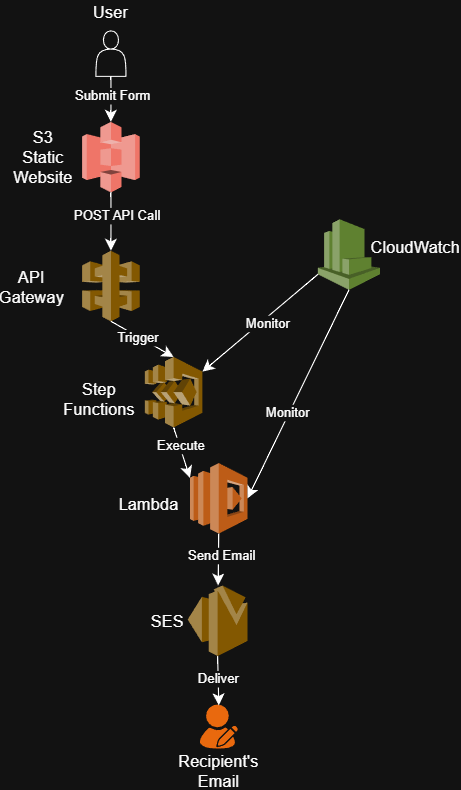 User
Submit Form
S3
Static
Website
POST API Call
CloudWatch
API
Gateway
Monitor
Trigger
Step
Functions
Monitor
Execute
Lambda
Send Email
SES
Deliver
Recipient's
Email